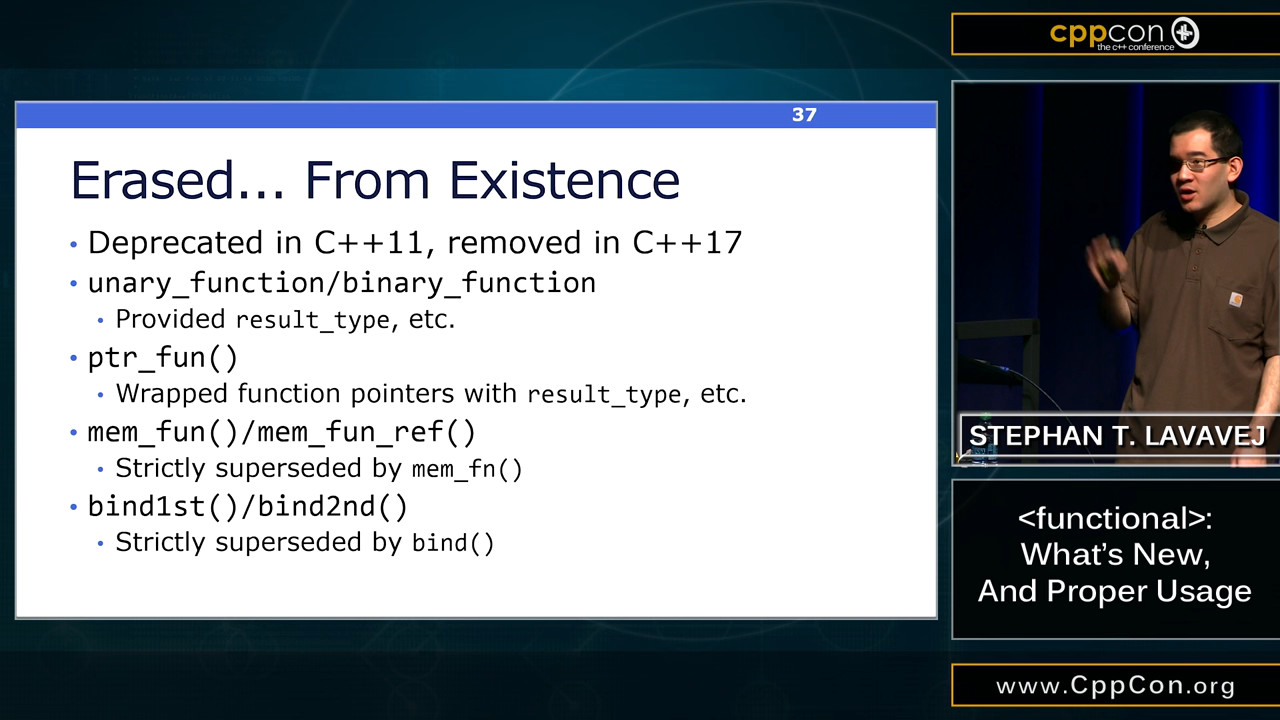 37
Erased... From Existence
• Deprecated in C++11, removed in C++17
• unary_function/binary_function
• Provided result_type, etc.
• ptr_fun()
• Wrapped function pointers with result_type, etc.
• mem_fun()/mem_fun_ref()
• Strictly superseded by mem_fn()
• bind1st()/bind2nd()
• Strictly superseded by bind()
cppcon
the c++ conference
STEPHAN T. LAVAVEJ
<functional>:
What's New,
And Proper Usage
www.CppCon.org